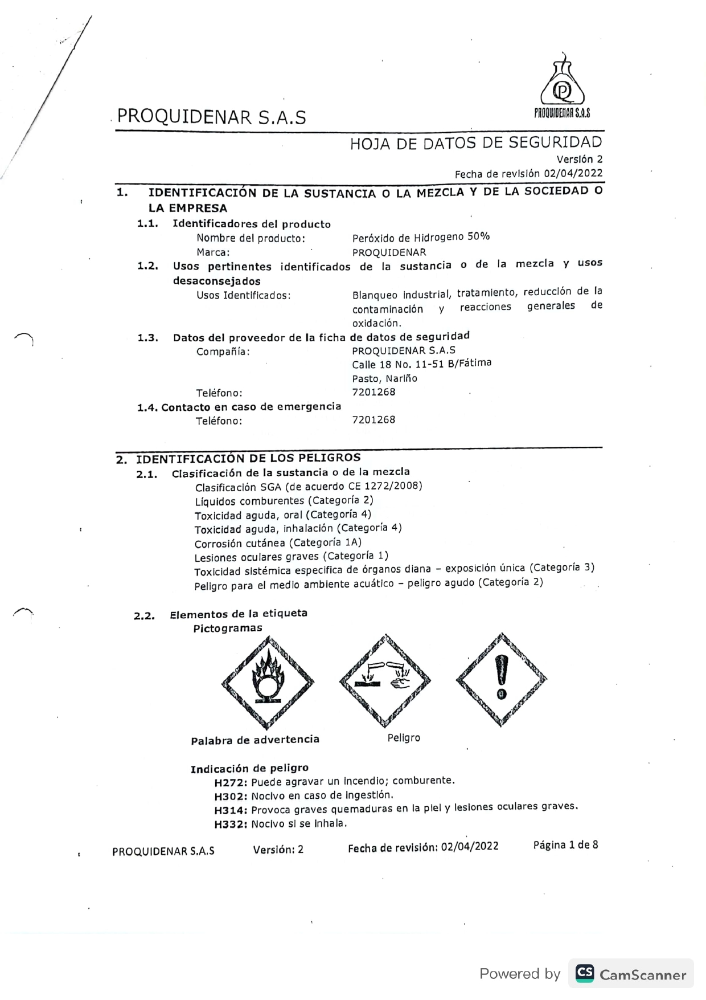 PROQUIDENAR S.A.S
PQ
PROQUIDENAR S.A.S
HOJA DE DATOS DE SEGURIDAD
Versión 2
Fecha de revisión 02/04/2022
1. IDENTIFICACIÓN DE LA SUSTANCIA O LA MEZCLA Y DE LA SOCIEDAD O
LA EMPRESA
1.1. Identificadores del producto
Nombre del producto: Peróxido de Hidrogeno 50%
Marca: PROQUIDENAR
1.2. Usos pertinentes identificados de la sustancia o de la mezcla y usos
desaconsejados
Usos Identificados: Blanqueo industrial, tratamiento, reducción de la
contaminación y reacciones generales de
oxidación.
1.3. Datos del proveedor de la ficha de datos de seguridad
Compañía: PROQUIDENAR S.A.S
Calle 18 No. 11-51 B/Fátima
Pasto, Nariño
Teléfono: 7201268
1.4. Contacto en caso de emergencia
Teléfono: 7201268
2. IDENTIFICACIÓN DE LOS PELIGROS
2.1. Clasificación de la sustancia o de la mezcla
Clasificación SGA (de acuerdo CE 1272/2008)
Líquidos comburentes (Categoría 2)
Toxicidad aguda, oral (Categoría 4)
Toxicidad aguda, inhalación (Categoría 4)
Corrosión cutánea (Categoría 1A)
Lesiones oculares graves (Categoría 1)
Toxicidad sistémica especifica de órganos diana – exposición única (Categoría 3)
Peligro para el medio ambiente acuático – peligro agudo (Categoría 2)
2.2. Elementos de la etiqueta
Pictogramas
Palabra de advertencia Peligro
Indicación de peligro
H272: Puede agravar un incendio; comburente.
H302: Nocivo en caso de ingestión.
H314: Provoca graves quemaduras en la piel y lesiones oculares graves.
H332: Nocivo si se inhala.
PROQUIDENAR S.A.S Versión: 2 Fecha de revisión: 02/04/2022 Página 1 de 8
Powered by CS CamScanner